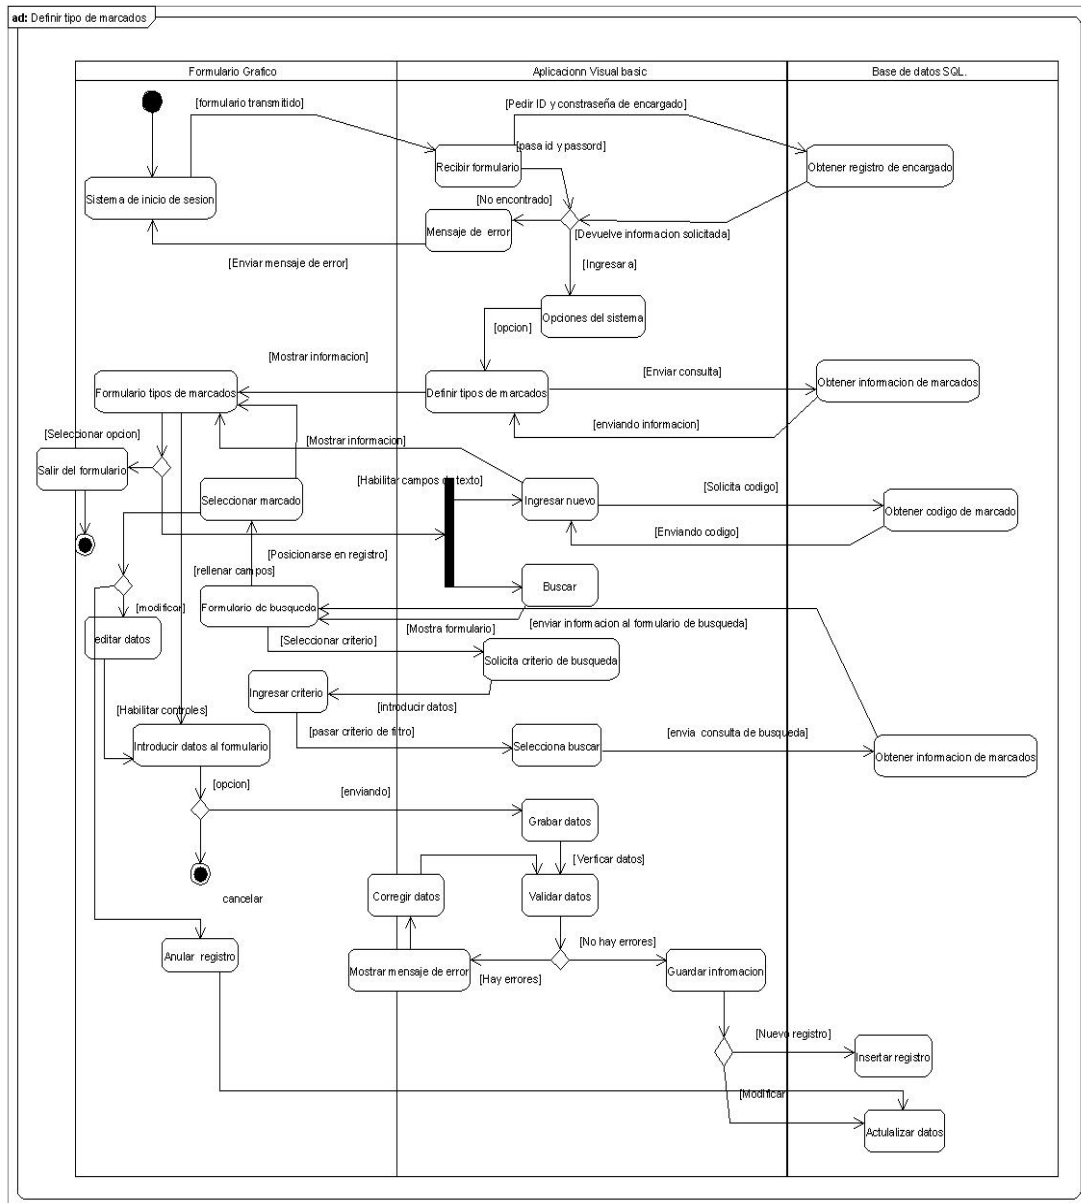 ad: Definir tipo de marcados
Formulario Grafico
Aplicacionn Visual basic
Base de datos SQL.
[formulario transmitido]
[Pedir ID y constraseña de encargado]
[pasa id y passord]
Recibir formulario
Obtener registro de encargado
Sistema de inicio de sesion
[No encontrado]
Mensaje de error
[Devuelve informacion solicitada]
[Enviar mensaje de error]
[Ingresar a]
Opciones del sistema
[opcion]
[Mostrar informacion]
[Enviar consulta]
Formulario tipos de marcados
Definir tipos de marcados
Obtener informacion de marcados
[enviando informacion]
[Seleccionar opcion]
[Mostrar informacion]
Salir del formulario
[Habilitar campos de texto]
[Solicita codigo]
Seleccionar marcado
Ingresar nuevo
Obtener codigo de marcado
[Enviando codigo]
[Posicionarse en registro]
[rellenar campos]
Buscar
[modificar]
Formulario de busqueda
[Mostra formulario]
[enviar informacion al formulario de busqueda]
editar datos
[Seleccionar criterio]
Solicita criterio de busqueda
Ingresar criterio
[introducir datos]
[Habilitar controles]
[pasar criterio de filtro]
[envia consulta de busqueda]
Introducir datos al formulario
Selecciona buscar
Obtener informacion de marcados
[opcion]
[enviando]
Grabar datos
[Verficar datos]
Corregir datos
Validar datos
cancelar
[No hay errores]
Anular registro
Mostrar mensaje de error
[Hay errores]
Guardar infromacion
[Nuevo registro]
Insertar registro
[Modificar
Actulalizar datos